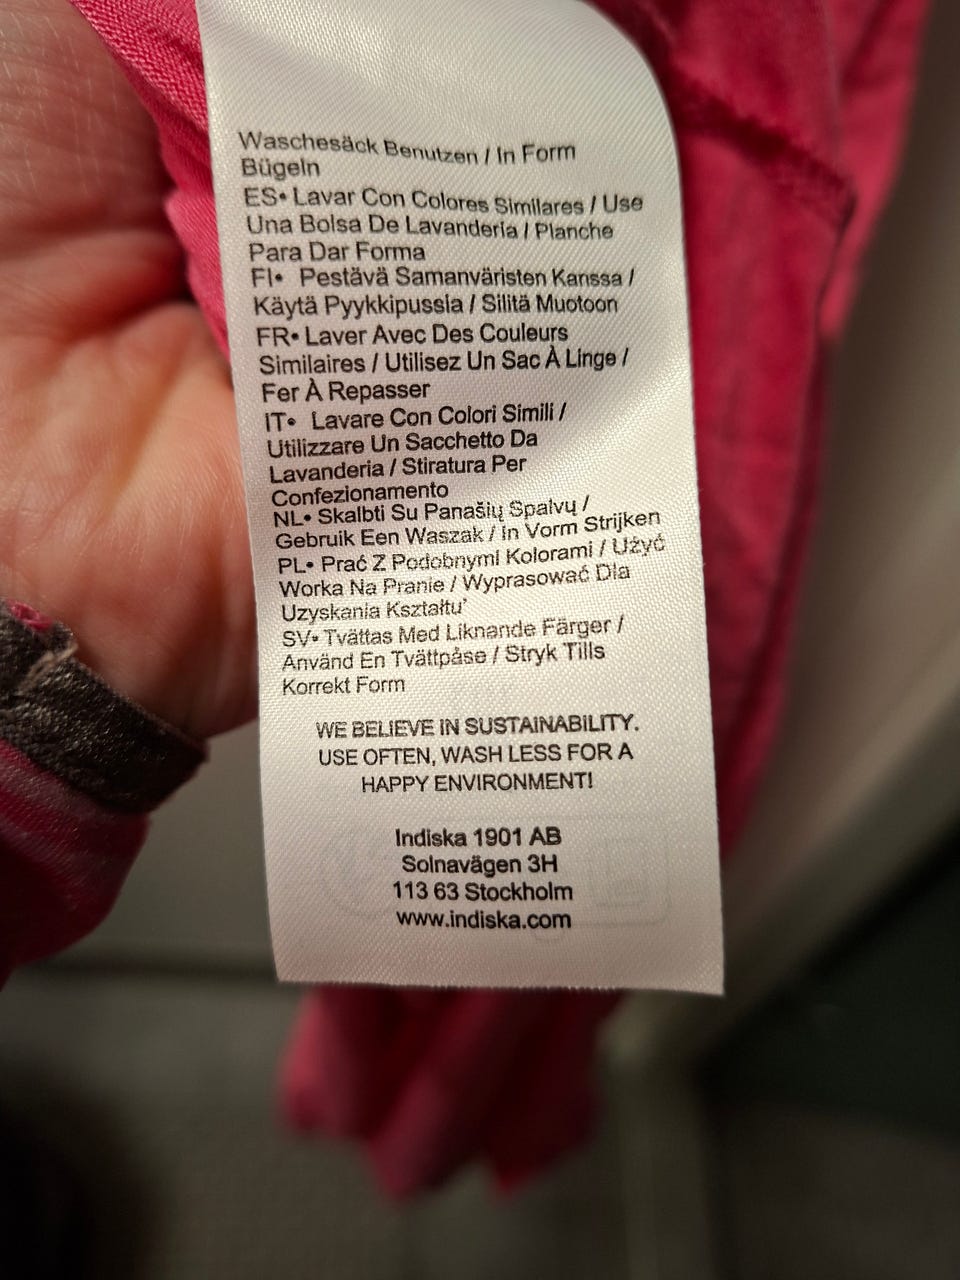 Waschesäck Benutzen / In Form
Bügeln
ES• Lavar Con Colores Similares / Use
Una Bolsa De Lavanderia / Planche
Para Dar Forma
FI• Pestävä Samanväristen Kanssa /
Käytä Pyykkipussia / Silitä Muotoon
FR• Laver Avec Des Couleurs
Similaires / Utilisez Un Sac À Linge /
Fer À Repasser
IT• Lavare Con Colori Simili /
Utilizzare Un Sacchetto Da
Lavanderia / Stiratura Per
Confezionamento
NL• Skalbti Su Panašių Spalvų /
Gebruik Een Waszak / In Vorm Strijken
PL• Prać Z Podobnymi Kolorami / Użyć
Worka Na Pranie / Wyprasować Dla
Uzyskania Kształtu'
SV• Tvättas Med Liknande Färger /
Använd En Tvättpåse / Stryk Tills
Korrekt Form
WE BELIEVE IN SUSTAINABILITY.
USE OFTEN, WASH LESS FOR A
HAPPY ENVIRONMENT!
Indiska 1901 AB
Solnavägen 3H
113 63 Stockholm
www.indiska.com